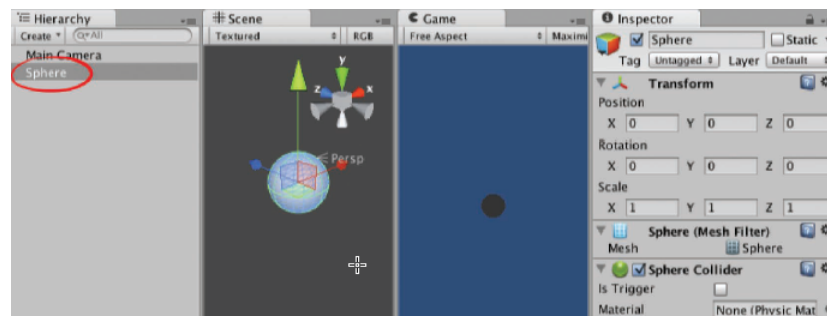 Hierarchy
Create
All
Main Camera
Sphere
Scene
Textured
RGB
y
z
x
Persp
Game
Free Aspect
Maximi
Inspector
Sphere
Static
Tag Untagged Layer Default
Transform
Position
X 0 Y 0 Z 0
Rotation
X 0 Y 0 Z 0
Scale
X 1 Y 1 Z 1
Sphere (Mesh Filter)
Mesh Sphere
Sphere Collider
Is Trigger
Material None (Physic Mat